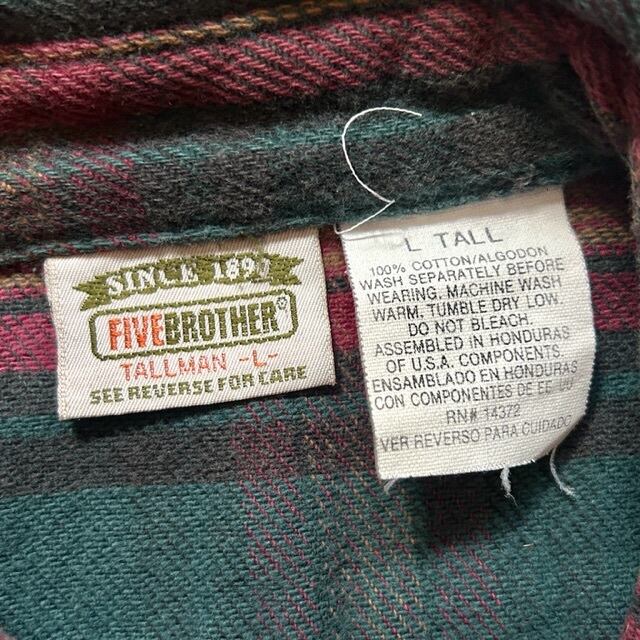 SINCE 1890
FIVEBROTHER®
TALLMAN -L-
SEE REVERSE FOR CARE
L TALL
100% COTTON/ALGODON
WASH SEPARATELY BEFORE
WEARING. MACHINE WASH
WARM. TUMBLE DRY LOW.
DO NOT BLEACH.
ASSEMBLED IN HONDURAS
of U.S.A. COMPONENTS.
ENSAMBLADO EN HONDURAS
CON COMPONENTES DE EE UU
RN# 14372
VER REVERSO PARA CUIDADO